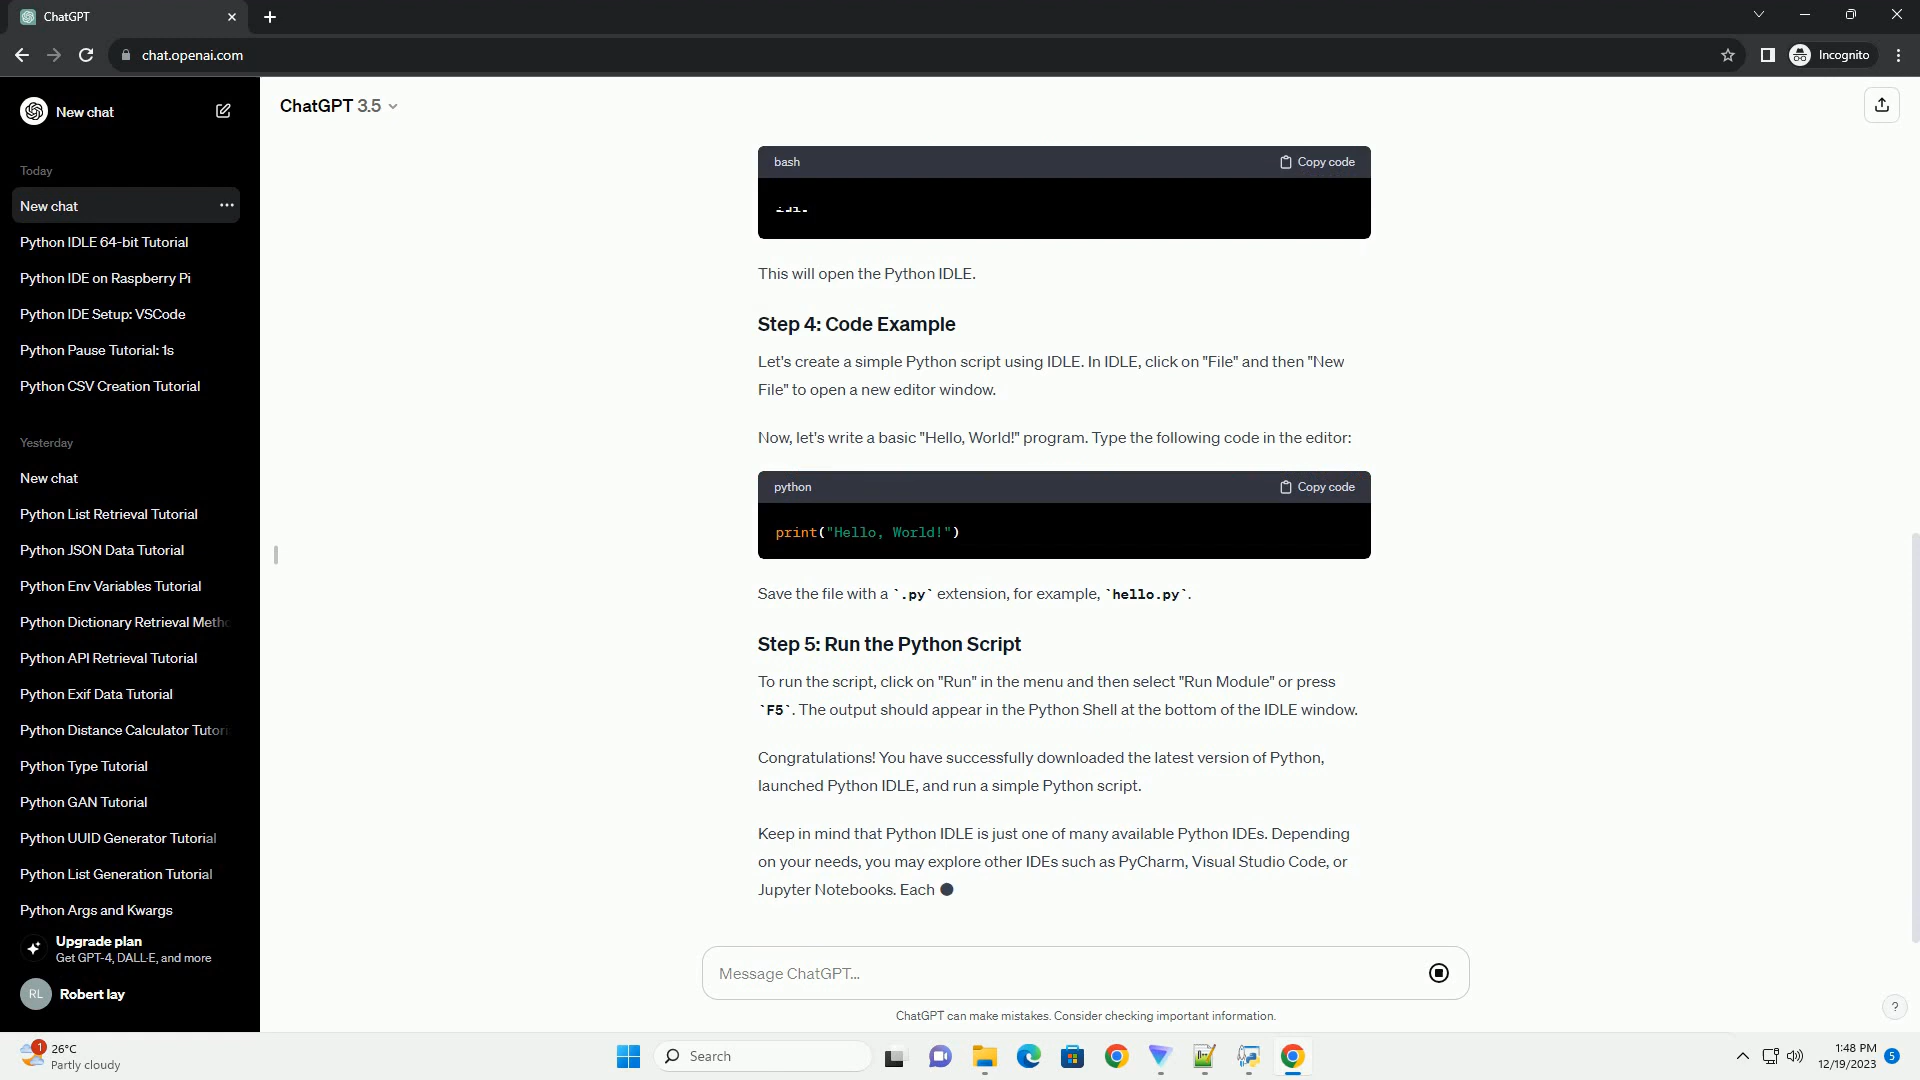 ChatGPT
chat.openai.com
Incognito
New chat
Today
New chat
Python IDLE 64-bit Tutorial
Python IDE on Raspberry Pi
Python IDE Setup: VSCode
Python Pause Tutorial: 1s
Python CSV Creation Tutorial
Yesterday
New chat
Python List Retrieval Tutorial
Python JSON Data Tutorial
Python Env Variables Tutorial
Python Dictionary Retrieval
Python API Retrieval Tutorial
Python Exif Data Tutorial
Python Distance Calculator
Python Type Tutorial
Python GAN Tutorial
Python UUID Generator Tutorial
Python List Generation Tutorial
Python Args and Kwargs
Upgrade plan
Get GPT-4, DALL·E, and more
RL Robert lay
ChatGPT 3.5
bash Copy code
This will open the Python IDLE.
Step 4: Code Example
Let's create a simple Python script using IDLE. In IDLE, click on "File" and then "New
File" to open a new editor window.
Now, let's write a basic "Hello, World!" program. Type the following code in the editor:
python Copy code
print("Hello, World!")
Save the file with a `.py` extension, for example, `hello.py`.
Step 5: Run the Python Script
To run the script, click on "Run" in the menu and then select "Run Module" or press
`F5`. The output should appear in the Python Shell at the bottom of the IDLE window.
Congratulations! You have successfully downloaded the latest version of Python,
launched Python IDLE, and run a simple Python script.
Keep in mind that Python IDLE is just one of many available Python IDEs. Depending
on your needs, you may explore other IDEs such as PyCharm, Visual Studio Code, or
Jupyter Notebooks. Each
Message ChatGPT...
ChatGPT can make mistakes. Consider checking important information.
?
1
26°C
Partly cloudy
Search
1:48 PM
12/19/2023
5